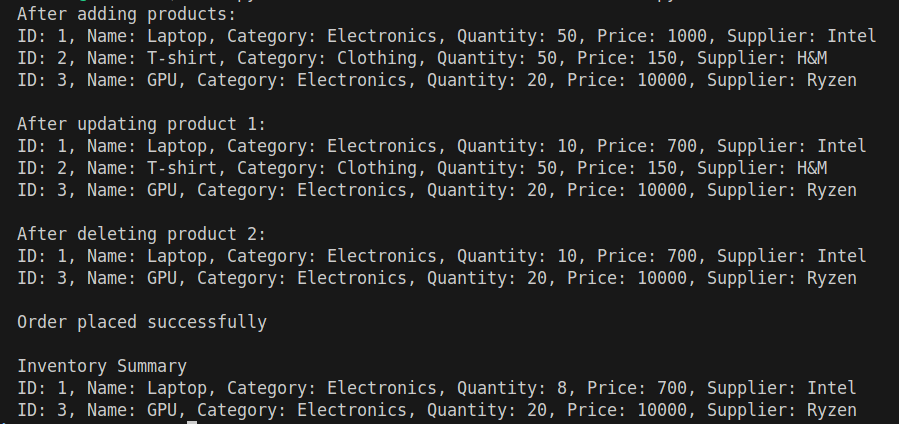 After adding products:
ID: 1, Name: Laptop, Category: Electronics, Quantity: 50, Price: 1000, Supplier: Intel
ID: 2, Name: T-shirt, Category: Clothing, Quantity: 50, Price: 150, Supplier: H&M
ID: 3, Name: GPU, Category: Electronics, Quantity: 20, Price: 10000, Supplier: Ryzen

After updating product 1:
ID: 1, Name: Laptop, Category: Electronics, Quantity: 10, Price: 700, Supplier: Intel
ID: 2, Name: T-shirt, Category: Clothing, Quantity: 50, Price: 150, Supplier: H&M
ID: 3, Name: GPU, Category: Electronics, Quantity: 20, Price: 10000, Supplier: Ryzen

After deleting product 2:
ID: 1, Name: Laptop, Category: Electronics, Quantity: 10, Price: 700, Supplier: Intel
ID: 3, Name: GPU, Category: Electronics, Quantity: 20, Price: 10000, Supplier: Ryzen

Order placed successfully

Inventory Summary
ID: 1, Name: Laptop, Category: Electronics, Quantity: 8, Price: 700, Supplier: Intel
ID: 3, Name: GPU, Category: Electronics, Quantity: 20, Price: 10000, Supplier: Ryzen